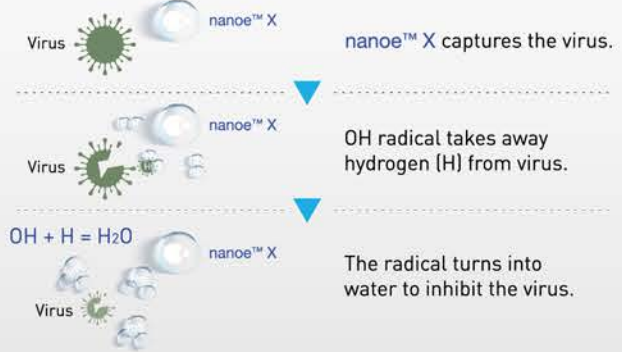 nanoe™ X
Virus
nanoe™ X captures the virus.
nanoe™ X
Virus
OH radical takes away
hydrogen (H) from virus.
OH + H = H2O
nanoe™ X
Virus
The radical turns into
water to inhibit the virus.